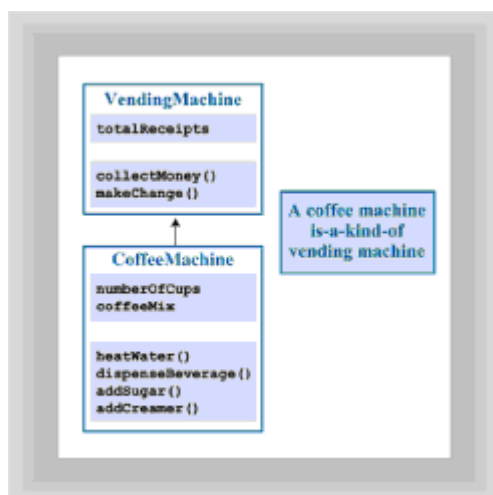 VendingMachine
totalReceipts
collectMoney()
makeChange()
A coffee machine
is-a-kind-of
vending machine
CoffeeMachine
numberOfCups
coffeeMix
heatWater()
dispenseBeverage()
addSugar()
addCreamer()